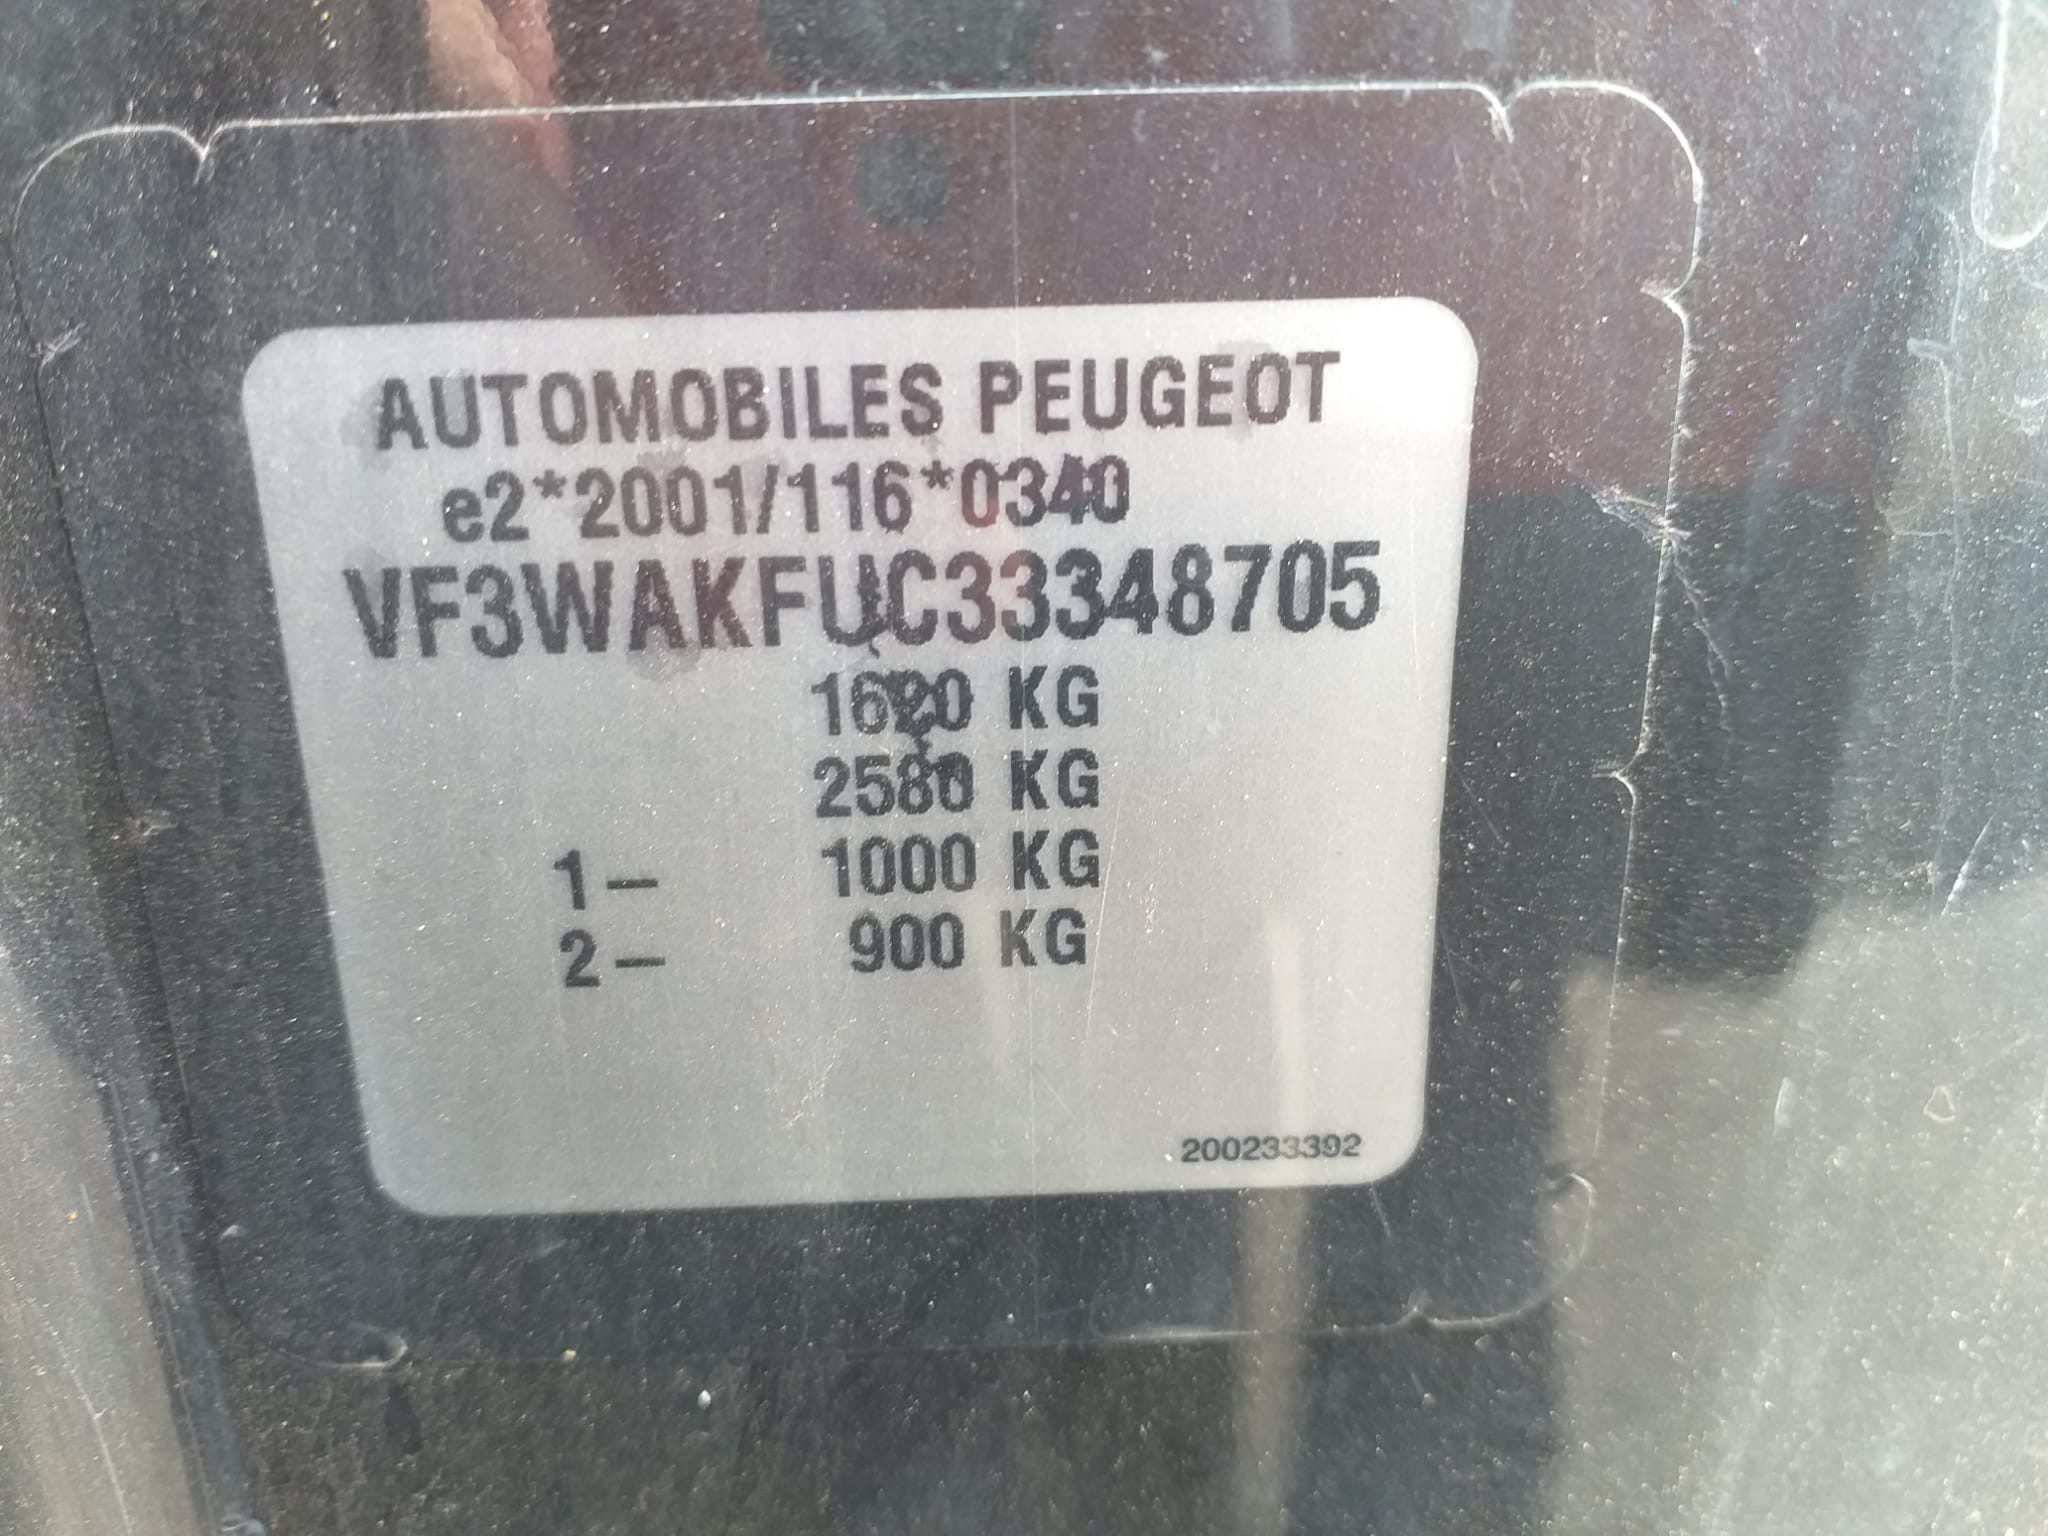 AUTOMOBILES PEUGEOT
e2*2001/116*0340
VF3WAKFUC33348705
1620 KG
2580 KG
1- 1000 KG
2- 900 KG
200233392